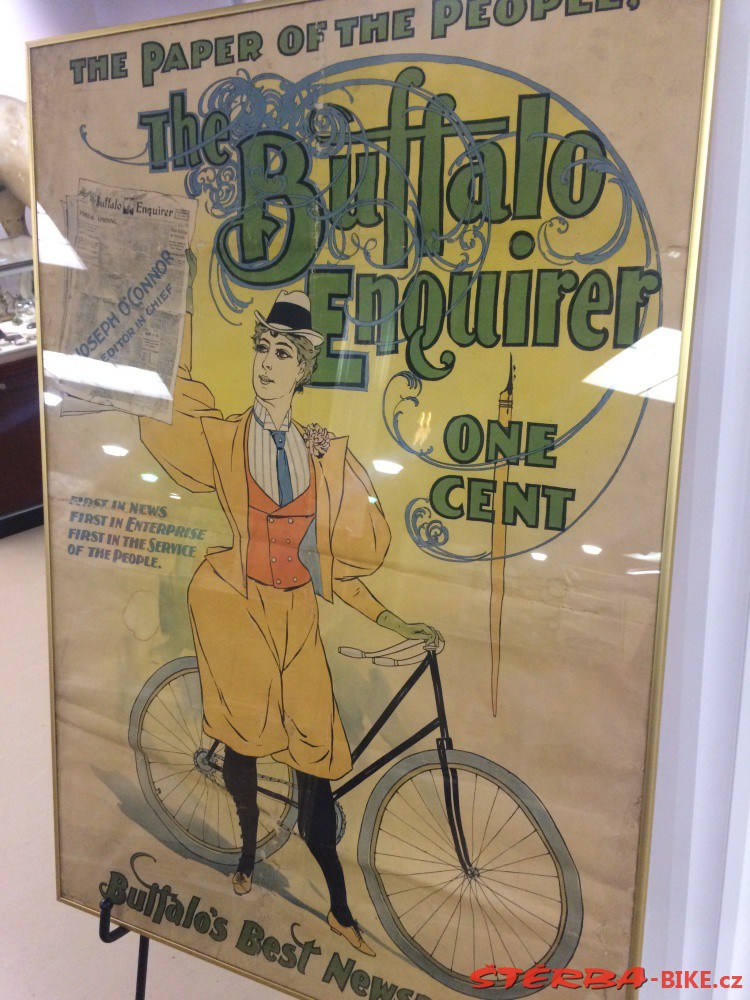 THE PAPER OF THE PEOPLE,
The
Buffalo
Enquirer
Buffalo Enquirer
JOSEPH O'CONNOR
EDITOR IN CHIEF
ONE
CENT
FIRST IN NEWS
FIRST IN ENTERPRISE
FIRST IN THE SERVICE
OF THE PEOPLE.
Buffalo's Best News
ŠTERBA-BIKE.cz